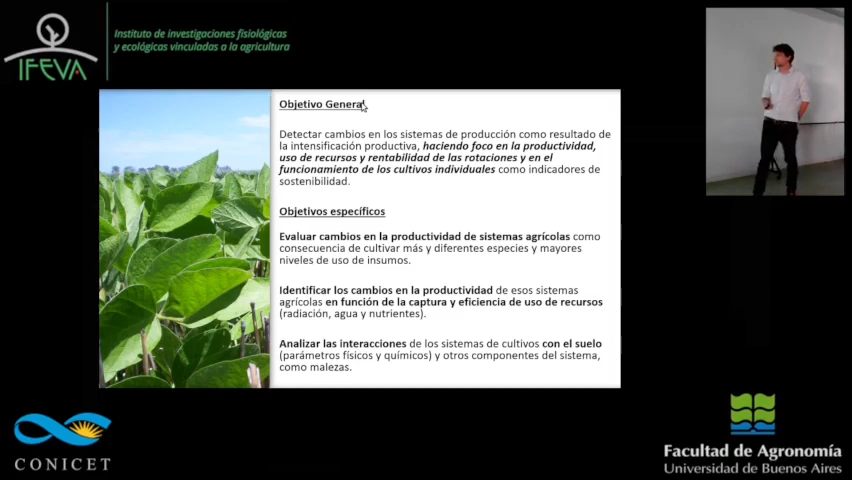 Instituto de investigaciones fisiológicas
y ecológicas vinculadas a la agricultura
IFEVA
Objetivo General
Detectar cambios en los sistemas de producción como resultado de
la intensificación productiva, haciendo foco en la productividad,
uso de recursos y rentabilidad de las rotaciones y en el
funcionamiento de los cultivos individuales como indicadores de
sostenibilidad.
Objetivos específicos
Evaluar cambios en la productividad de sistemas agrícolas como
consecuencia de cultivar más y diferentes especies y mayores
niveles de uso de insumos.
Identificar los cambios en la productividad de esos sistemas
agrícolas en función de la captura y eficiencia de uso de recursos
(radiación, agua y nutrientes).
Analizar las interacciones de los sistemas de cultivos con el suelo
(parámetros físicos y químicos) y otros componentes del sistema,
como malezas.
CONICET
Facultad de Agronomía
Universidad de Buenos Aires